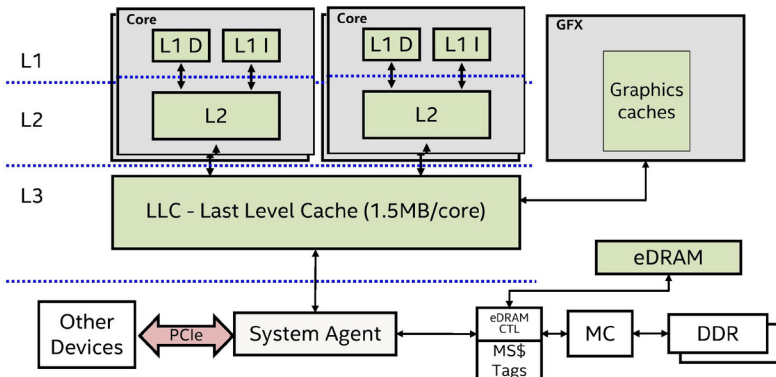 Core
Core
GFX
L1 D
L1 I
L1 D
L1 I
L1
Graphics
caches
L2
L2
L2
L3
LLC - Last Level Cache (1.5MB/core)
eDRAM
Other
Devices
PCIe
System Agent
eDRAM
CTL
MS$
Tags
MC
DDR